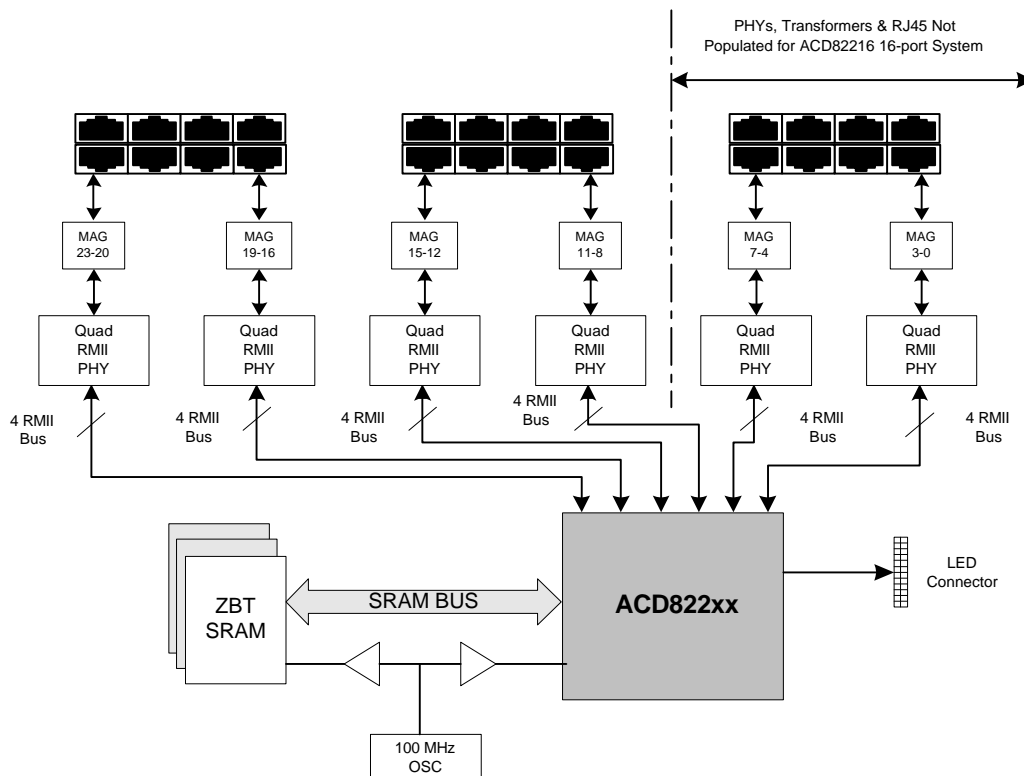 PHYs, Transformers & RJ45 Not
Populated for ACD82216 16-port System
MAG
23-20
MAG
19-16
MAG
15-12
MAG
11-8
MAG
7-4
MAG
3-0
Quad
RMII
PHY
Quad
RMII
PHY
Quad
RMII
PHY
Quad
RMII
PHY
Quad
RMII
PHY
Quad
RMII
PHY
4 RMII
Bus
4 RMII
Bus
4 RMII
Bus
4 RMII
Bus
4 RMII
Bus
4 RMII
Bus
ZBT
SRAM
SRAM BUS
ACD822xx
LED
Connector
100 MHz
OSC